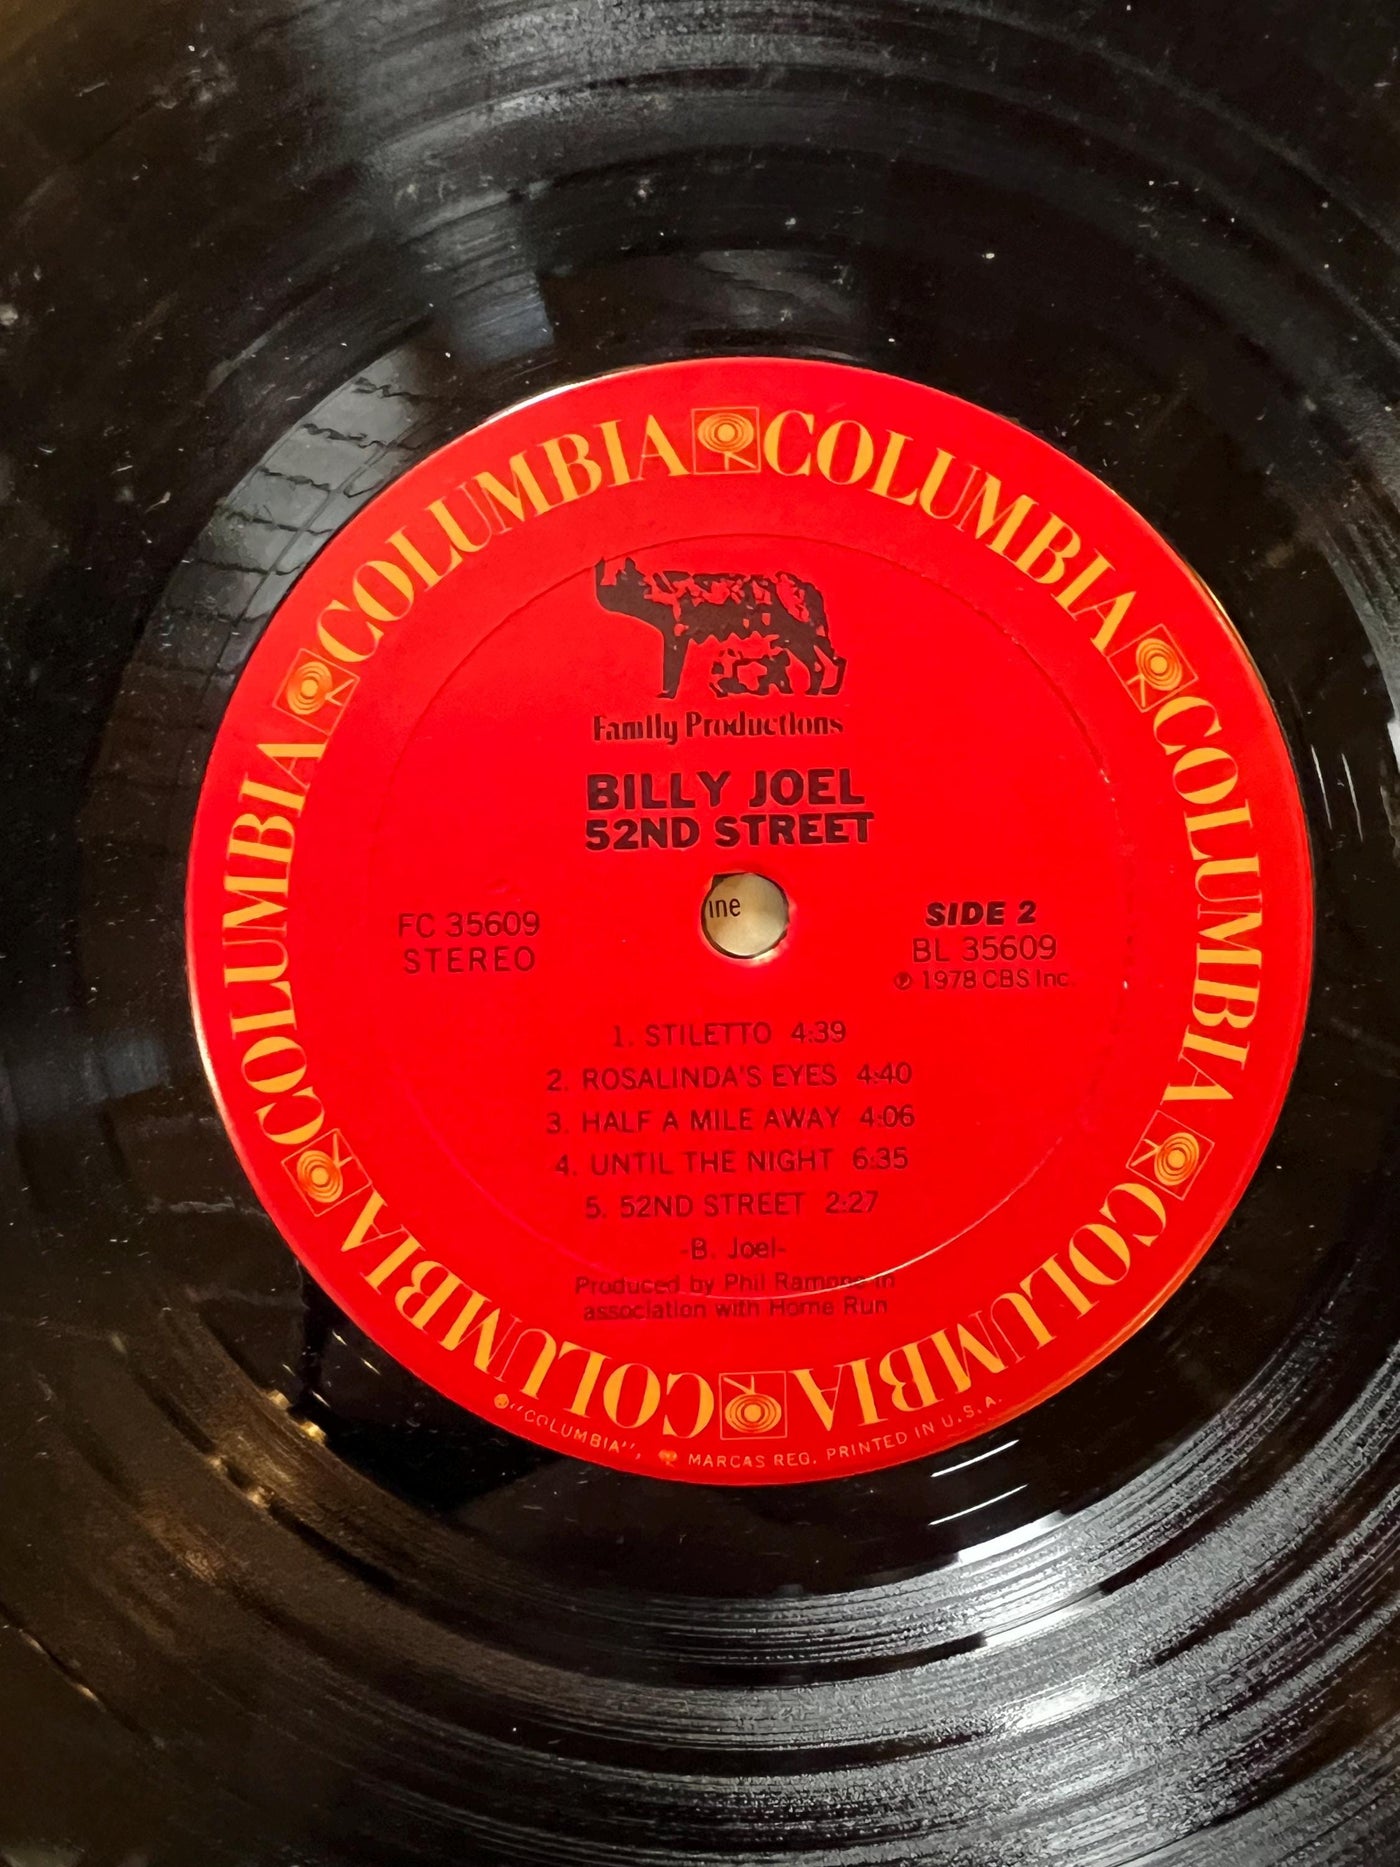 COLUMBIA COLUMBIA COLUMBIA COLUMBIA COLUMBIA COLUMBIA
Family Productions
BILLY JOEL
52ND STREET
ine
FC 35609
STEREO
SIDE 2
BL 35609
℗ 1978 CBS Inc.
1. STILETTO 4:39
2. ROSALINDA'S EYES 4:40
3. HALF A MILE AWAY 4:06
4. UNTIL THE NIGHT 6:35
5. 52ND STREET 2:27
-B. Joel-
Produced by Phil Ramone in
association with Home Run
"COLUMBIA", MARCAS REG. PRINTED IN U.S.A.